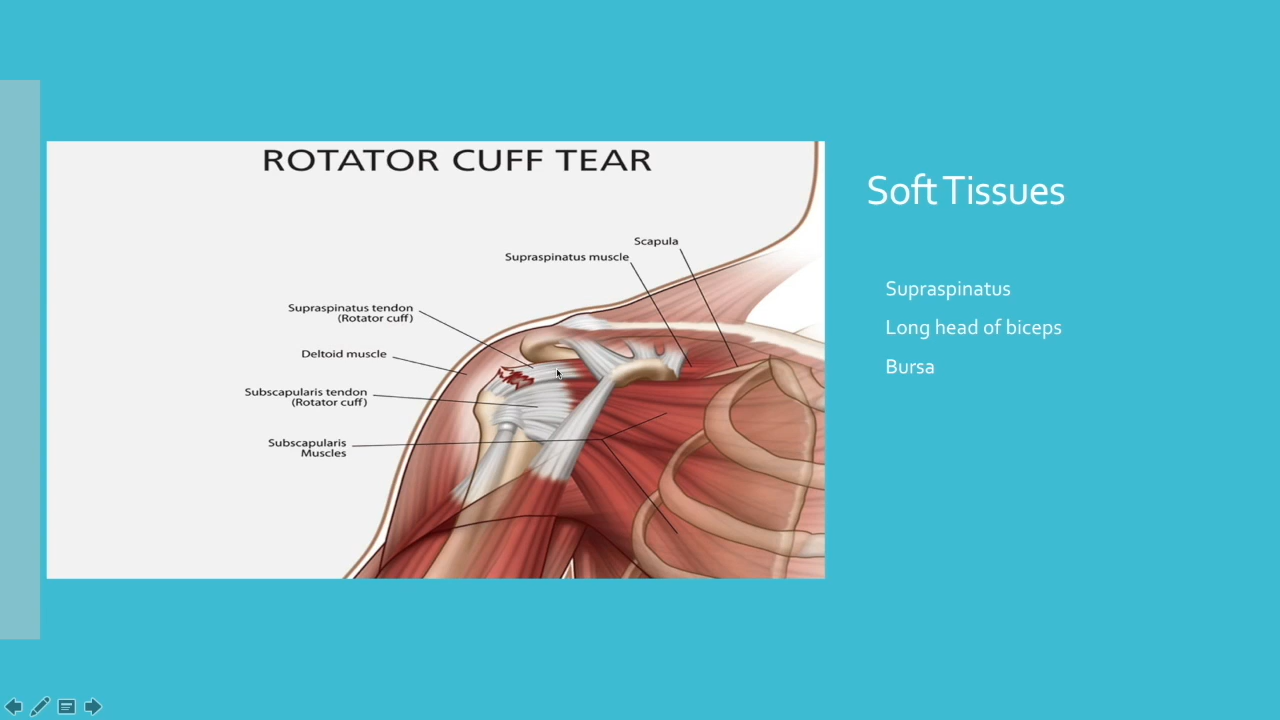 ROTATOR CUFF TEAR
Scapula
Supraspinatus muscle
Supraspinatus tendon
(Rotator cuff)
Deltoid muscle
Subscapularis tendon
(Rotator cuff)
Subscapularis
Muscles
Soft Tissues
Supraspinatus
Long head of biceps
Bursa